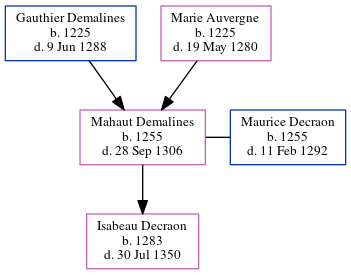 Gauthier Demalines
b. 1225
d. 9 Jun 1288
Marie Auvergne
b. 1225
d. 19 May 1280
Mahaut Demalines
b. 1255
d. 28 Sep 1306
Maurice Decraon
b. 1255
d. 11 Feb 1292
Isabeau Decraon
b. 1283
d. 30 Jul 1350